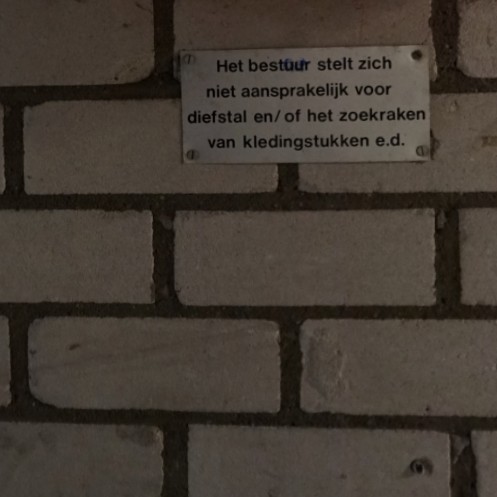 Het bestuur stelt zich
niet aansprakelijk voor
diefstal en/of het zoekraken
van kledingstukken e.d.